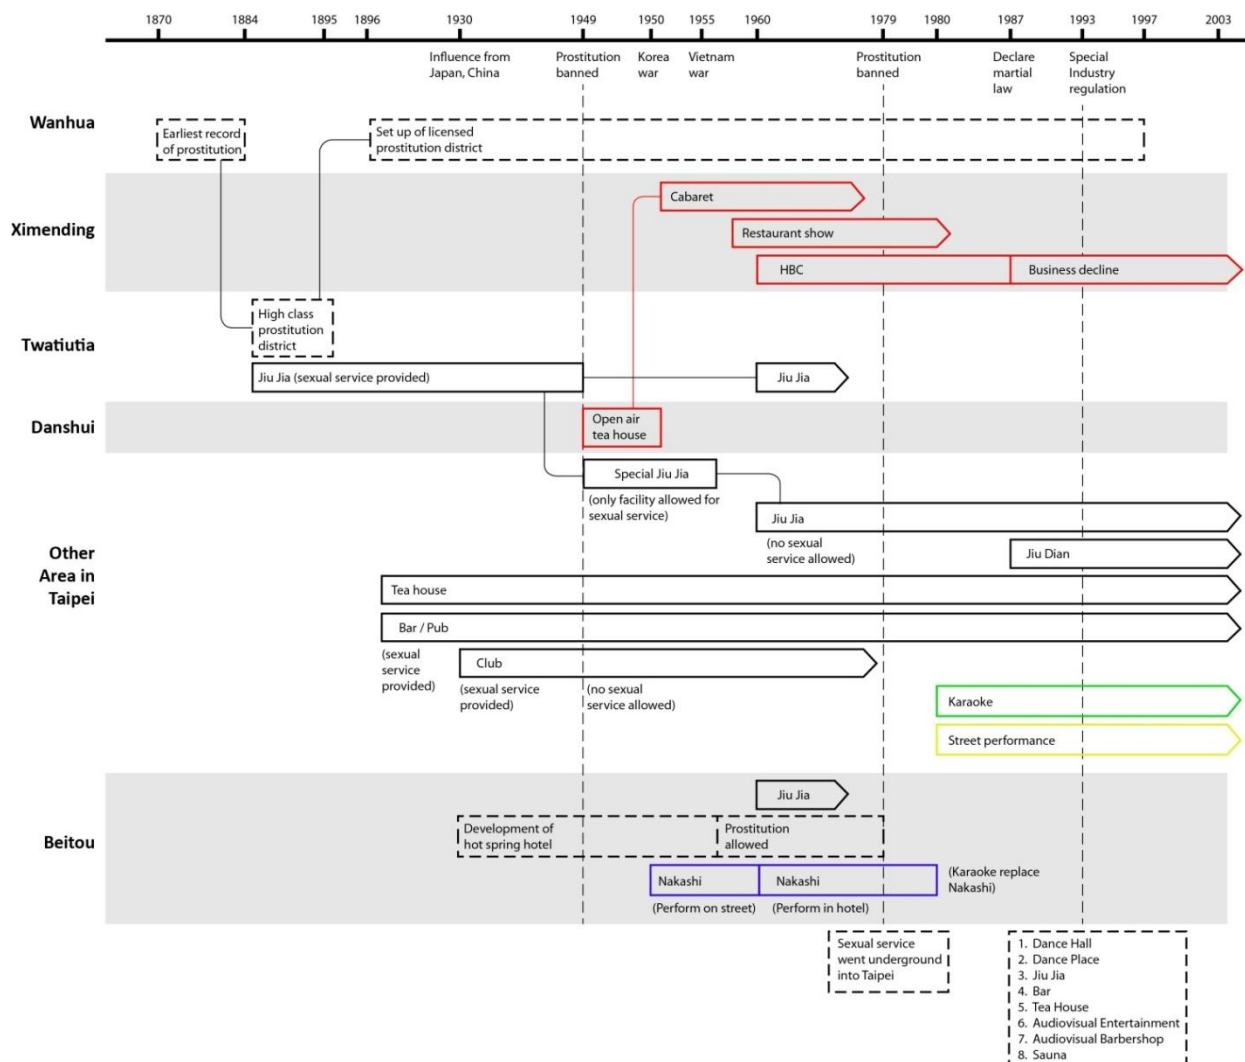 1870 1884 1895 1896 1930 1949 1950 1955 1960 1979 1980 1987 1993 1997 2003
Influence from
Japan, China
Prostitution
banned
Korea
war
Vietnam
war
Prostitution
banned
Declare
martial
law
Special
Industry
regulation
Wanhua
Earliest record
of prostitution
Set up of licensed
prostitution district
Ximending
Cabaret
Restaurant show
HBC
Business decline
Twatiutia
High class
prostitution
district
Jiu Jia (sexual service provided)
Jiu Jia
Danshui
Open air
tea house
Other
Area in
Taipei
Special Jiu Jia
(only facility allowed for
sexual service)
Jiu Jia
(no sexual
service allowed)
Jiu Dian
Tea house
Bar / Pub
(sexual
service
provided)
Club
(sexual service
provided)
(no sexual
service allowed)
Karaoke
Street performance
Beitou
Jiu Jia
Development of
hot spring hotel
Prostitution
allowed
Nakashi
Nakashi
(Perform on street)
(Perform in hotel)
(Karaoke replace
Nakashi)
Sexual service
went underground
into Taipei
1. Dance Hall
2. Dance Place
3. Jiu Jia
4. Bar
5. Tea House
6. Audiovisual Entertainment
7. Audiovisual Barbershop
8. Sauna